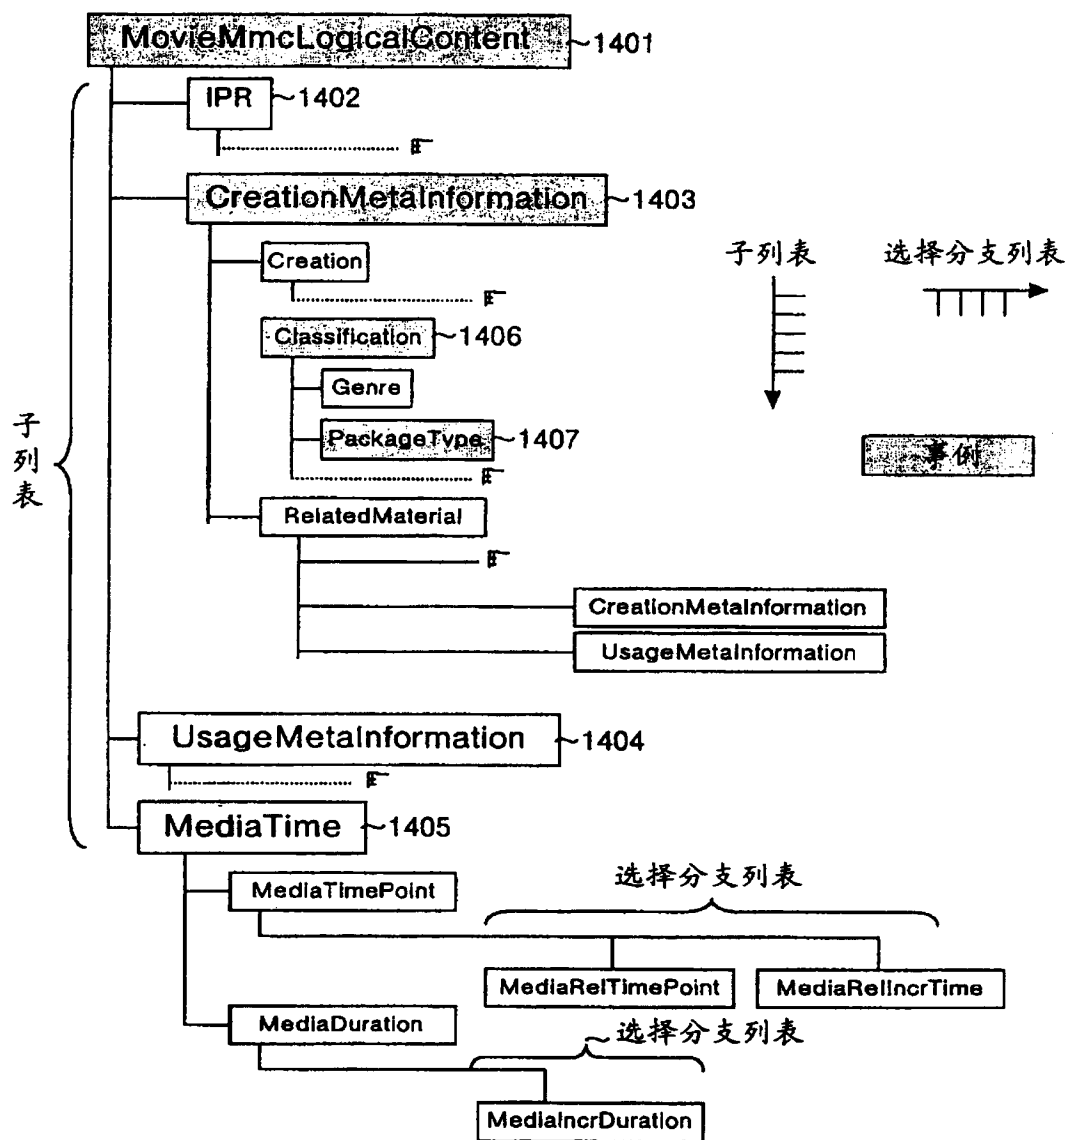 MovieMmcLogicalContent 1401
IPR 1402
CreationMetaInformation 1403
Creation
子列表
选择分支列表
Classification 1406
Genre
PackageType 1407
事例
子列表
RelatedMaterial
CreationMetaInformation
UsageMetaInformation
UsageMetaInformation 1404
MediaTime 1405
MediaTimePoint
选择分支列表
MediaRelTimePoint
MediaRelIncrTime
MediaDuration
选择分支列表
MediaIncrDuration